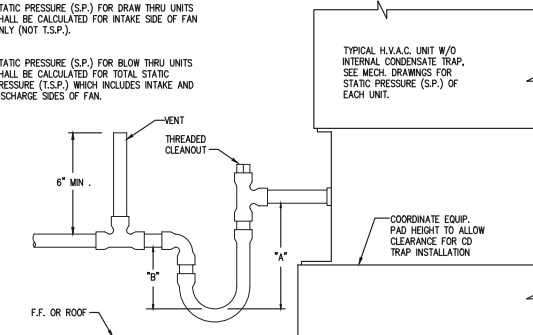 STATIC PRESSURE (S.P.) FOR DRAW THRU UNITS
SHALL BE CALCULATED FOR INTAKE SIDE OF FAN
ONLY (NOT T.S.P.).
STATIC PRESSURE (S.P.) FOR BLOW THRU UNITS
SHALL BE CALCULATED FOR TOTAL STATIC
PRESSURE (T.S.P.) WHICH INCLUDES INTAKE AND
DISCHARGE SIDES OF FAN.
TYPICAL H.V.A.C. UNIT W/O
INTERNAL CONDENSATE TRAP,
SEE MECH. DRAWINGS FOR
STATIC PRESSURE (S.P.) OF
EACH UNIT.
VENT
THREADED
CLEANOUT
6" MIN .
COORDINATE EQUIP.
PAD HEIGHT TO ALLOW
CLEARANCE FOR CD
TRAP INSTALLATION
"A"
"B"
F.F. OR ROOF